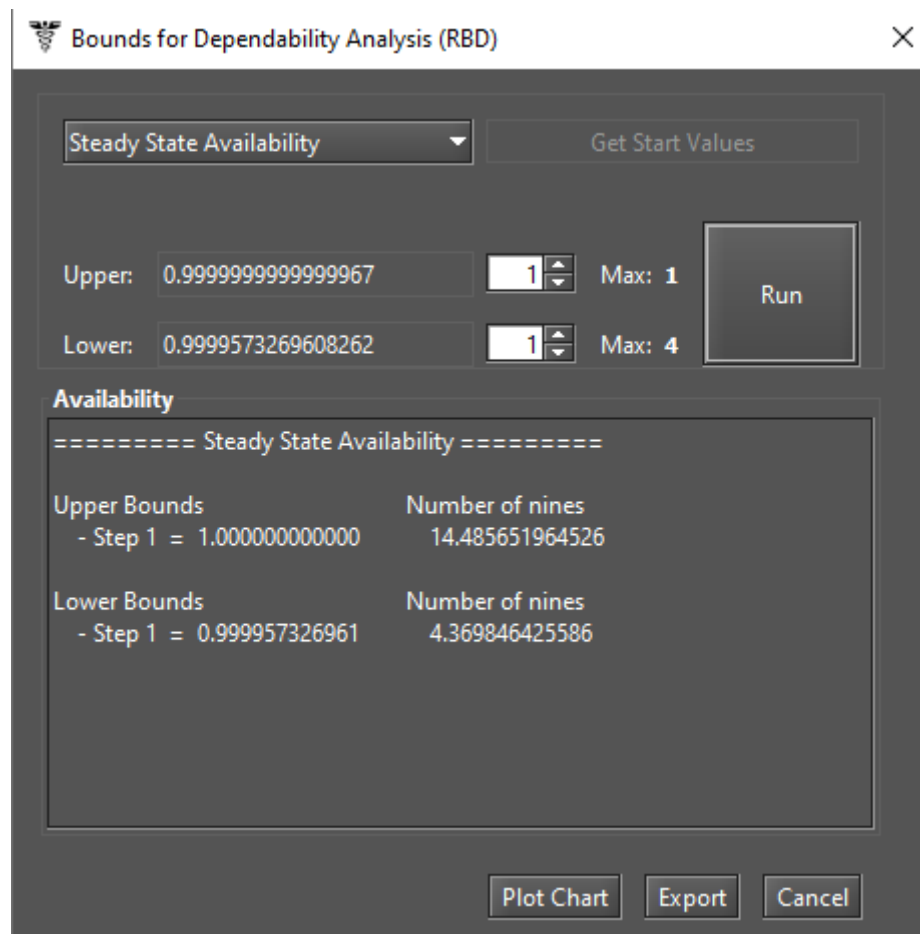 Bounds for Dependability Analysis (RBD)
Steady State Availability Get Start Values
Upper: 0.9999999999999967 1 Max: 1
Run
Lower: 0.9999573269608262 1 Max: 4
Availability
========= Steady State Availability =========
Upper Bounds Number of nines
- Step 1 = 1.000000000000 14.485651964526
Lower Bounds Number of nines
- Step 1 = 0.999957326961 4.369846425586
Plot Chart Export Cancel